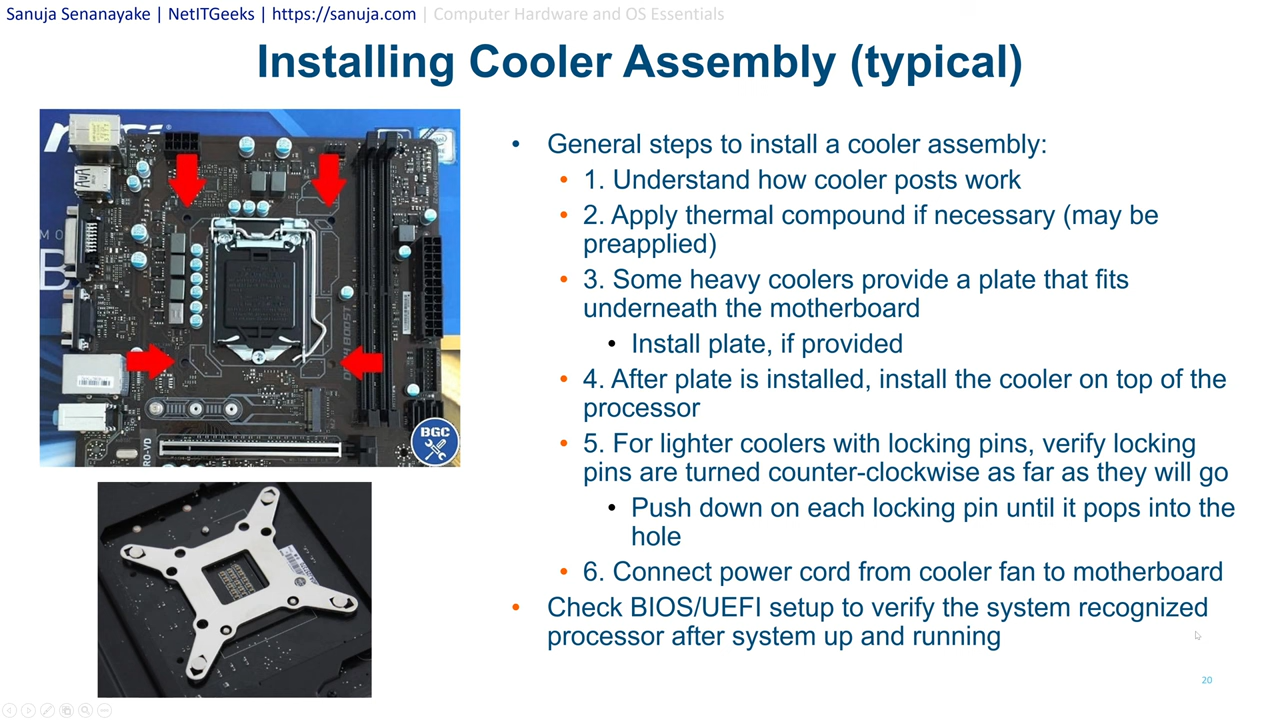 Sanuja Senanayake | NetITGeeks | https://sanuja.com | Computer Hardware and OS Essentials
Installing Cooler Assembly (typical)
• General steps to install a cooler assembly:
• 1. Understand how cooler posts work
• 2. Apply thermal compound if necessary (may be
preapplied)
• 3. Some heavy coolers provide a plate that fits
underneath the motherboard
• Install plate, if provided
• 4. After plate is installed, install the cooler on top of the
processor
• 5. For lighter coolers with locking pins, verify locking
pins are turned counter-clockwise as far as they will go
• Push down on each locking pin until it pops into the
hole
• 6. Connect power cord from cooler fan to motherboard
• Check BIOS/UEFI setup to verify the system recognized
processor after system up and running
BGC
PRO-VD
BOOST
20